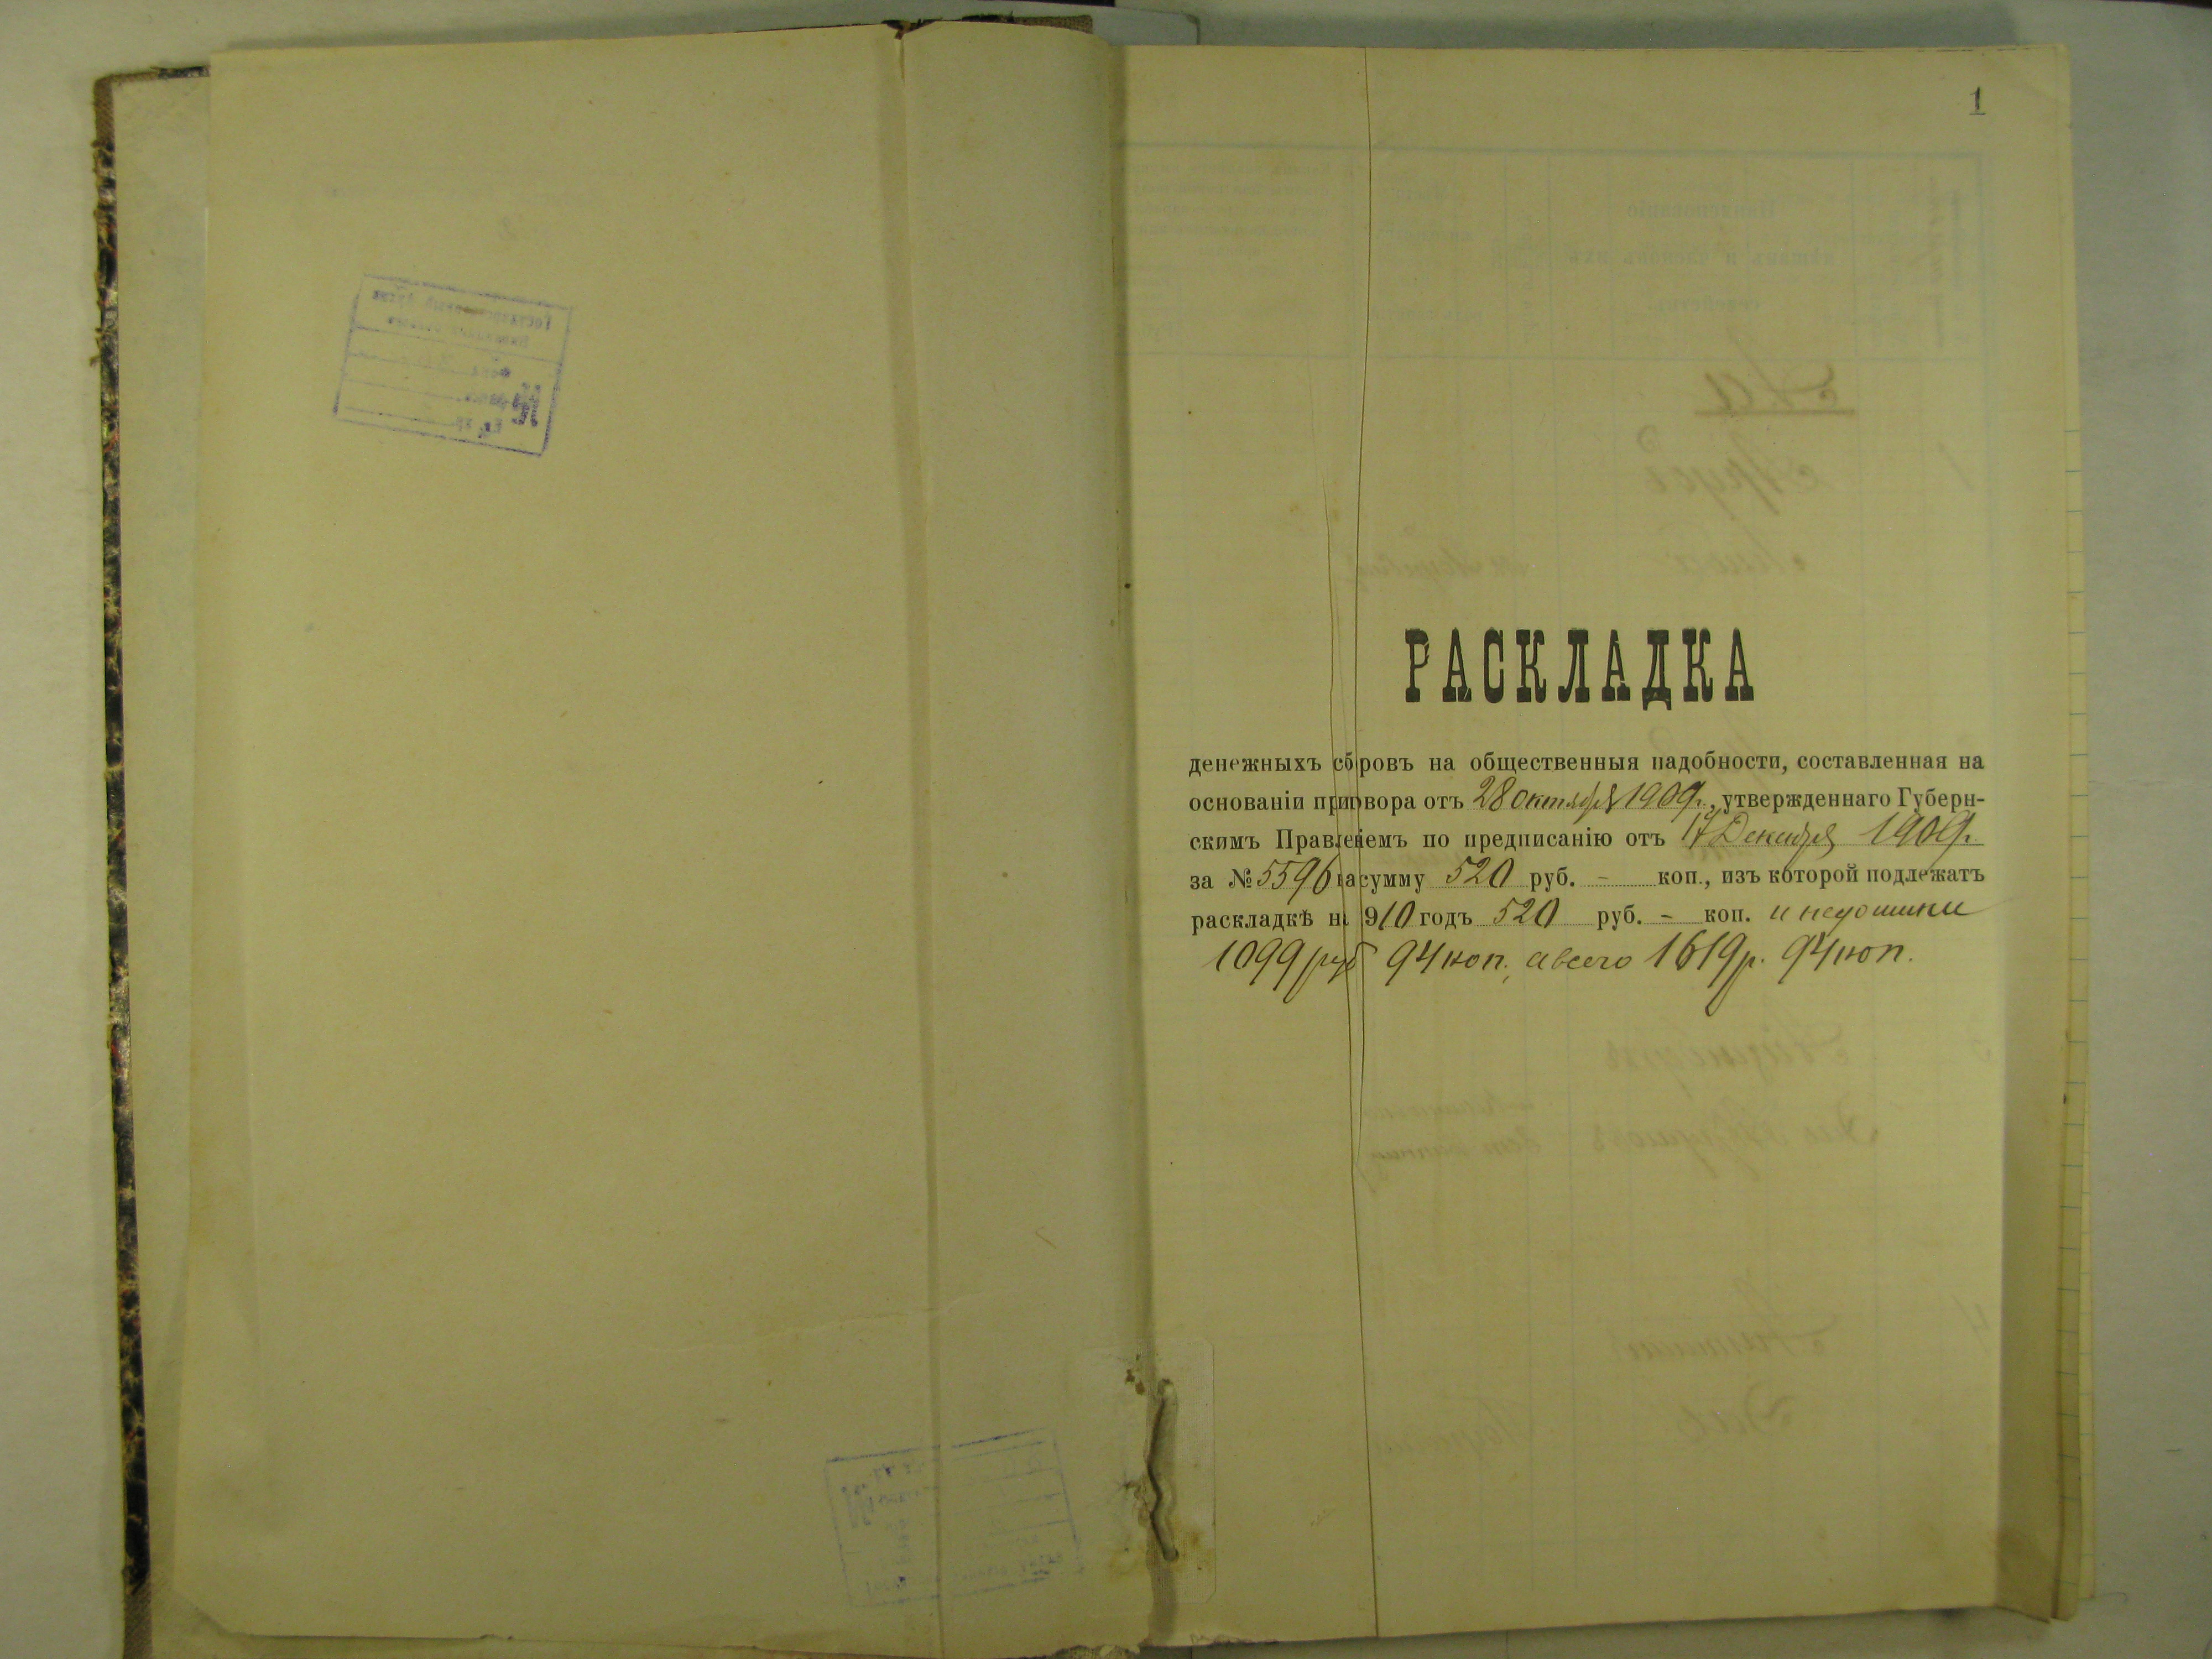 1
РАСКЛАДКА
денежныхъ сборовъ на общественныя надобности, составленная на
основаніи приговора отъ 28 октября 1909 г., утвержденнаго Губерн-
скимъ Правленіемъ по предписанію отъ 17 Декабря 1909 г.
за № 5596 на сумму 520 руб. - коп., изъ которой подлежатъ
раскладкѣ на 1910 годъ 520 руб. - коп. и недоимки
1099 руб 94 коп., а всего 1619 р. 94 коп.